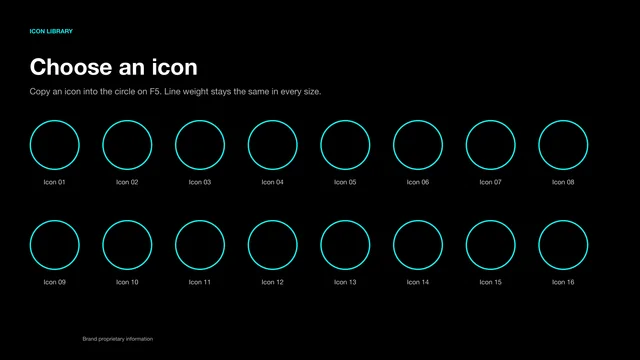 ICON LIBRARY
Choose an icon
Copy an icon into the circle on F5. Line weight stays the same in every size.
Icon 01
Icon 02
Icon 03
Icon 04
Icon 05
Icon 06
Icon 07
Icon 08
Icon 09
Icon 10
Icon 11
Icon 12
Icon 13
Icon 14
Icon 15
Icon 16
Brand proprietary information